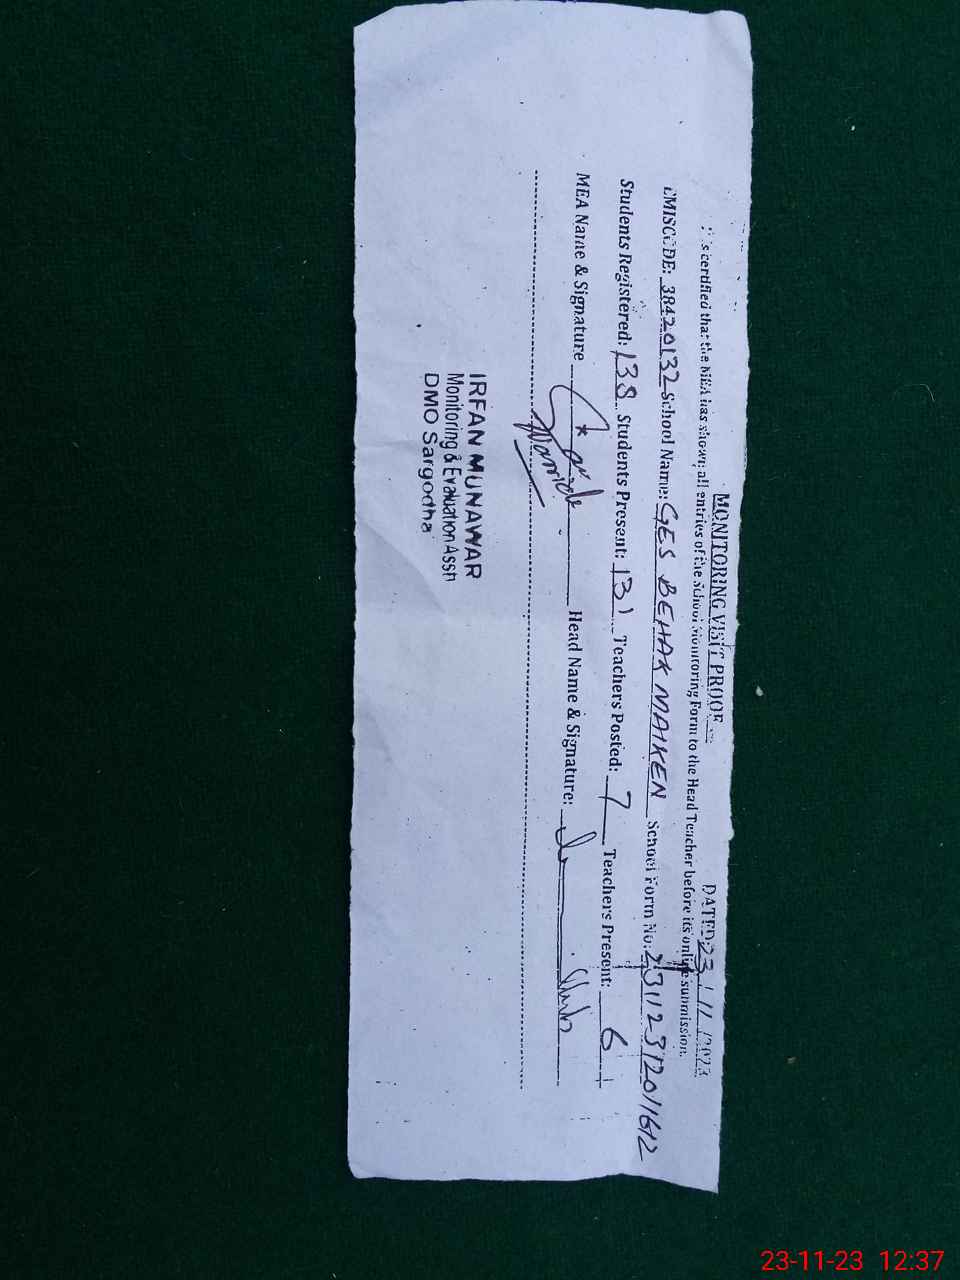 MONITORING VISIT PROOF
DATED 23/11/2023
is certified that the MEA has shown all entries of the School Monitoring Form to the Head Teacher before its online submission.
EMISCODE: 38420132 School Name: GES BEHAK MAIKEN School Form No: 23112312011612
Students Registered: 138 Students Present: 131 Teachers Posted: 7 Teachers Present: 6
MEA Name & Signature Head Name & Signature:
IRFAN MUNAWAR
Monitoring & Evaluation Asstt
DMO Sargodha
23-11-23 12:37